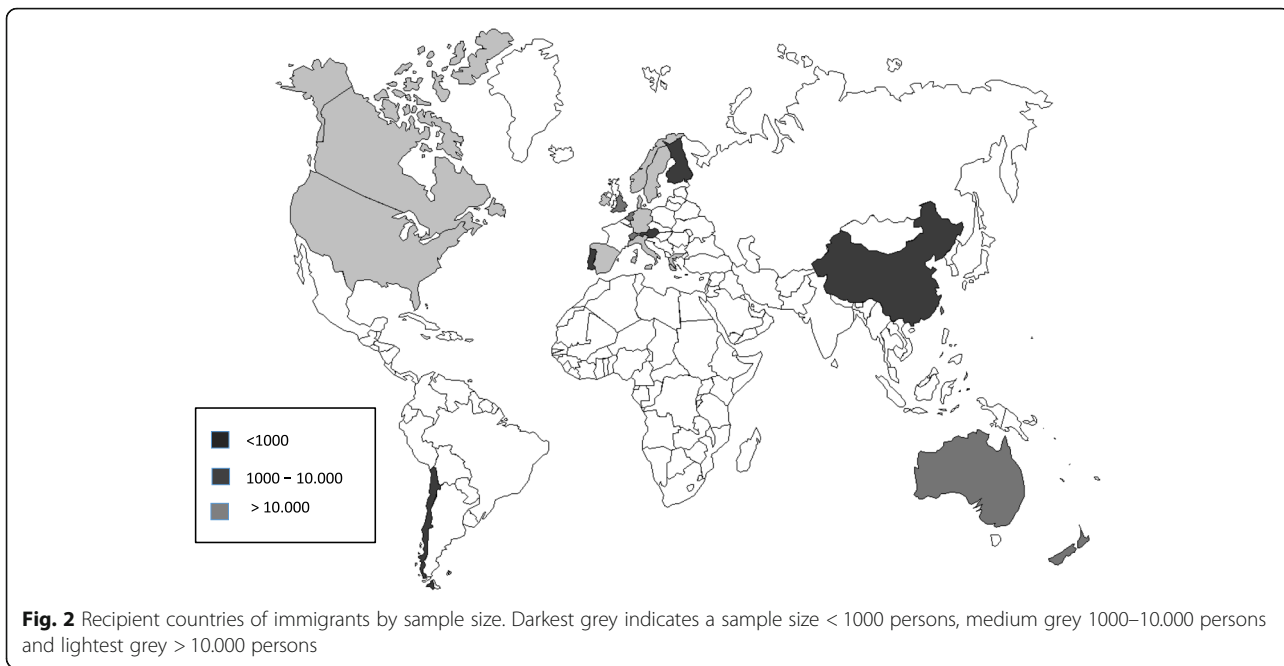 <1000
1000 – 10.000
> 10.000
Fig. 2 Recipient countries of immigrants by sample size. Darkest grey indicates a sample size < 1000 persons, medium grey 1000–10.000 persons
and lightest grey > 10.000 persons